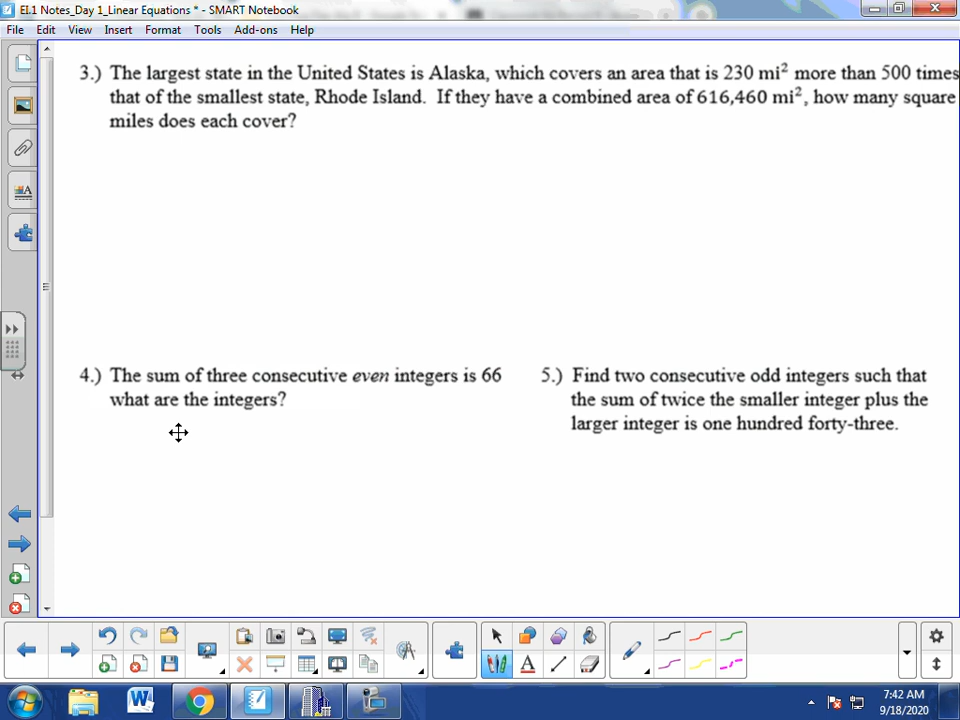 EI.1 Notes_Day 1_Linear Equations * - SMART Notebook
File Edit View Insert Format Tools Add-ons Help
3.) The largest state in the United States is Alaska, which covers an area that is 230 mi² more than 500 times
that of the smallest state, Rhode Island. If they have a combined area of 616,460 mi², how many square
miles does each cover?
4.) The sum of three consecutive even integers is 66
what are the integers?
5.) Find two consecutive odd integers such that
the sum of twice the smaller integer plus the
larger integer is one hundred forty-three.
7:42 AM
9/18/2020